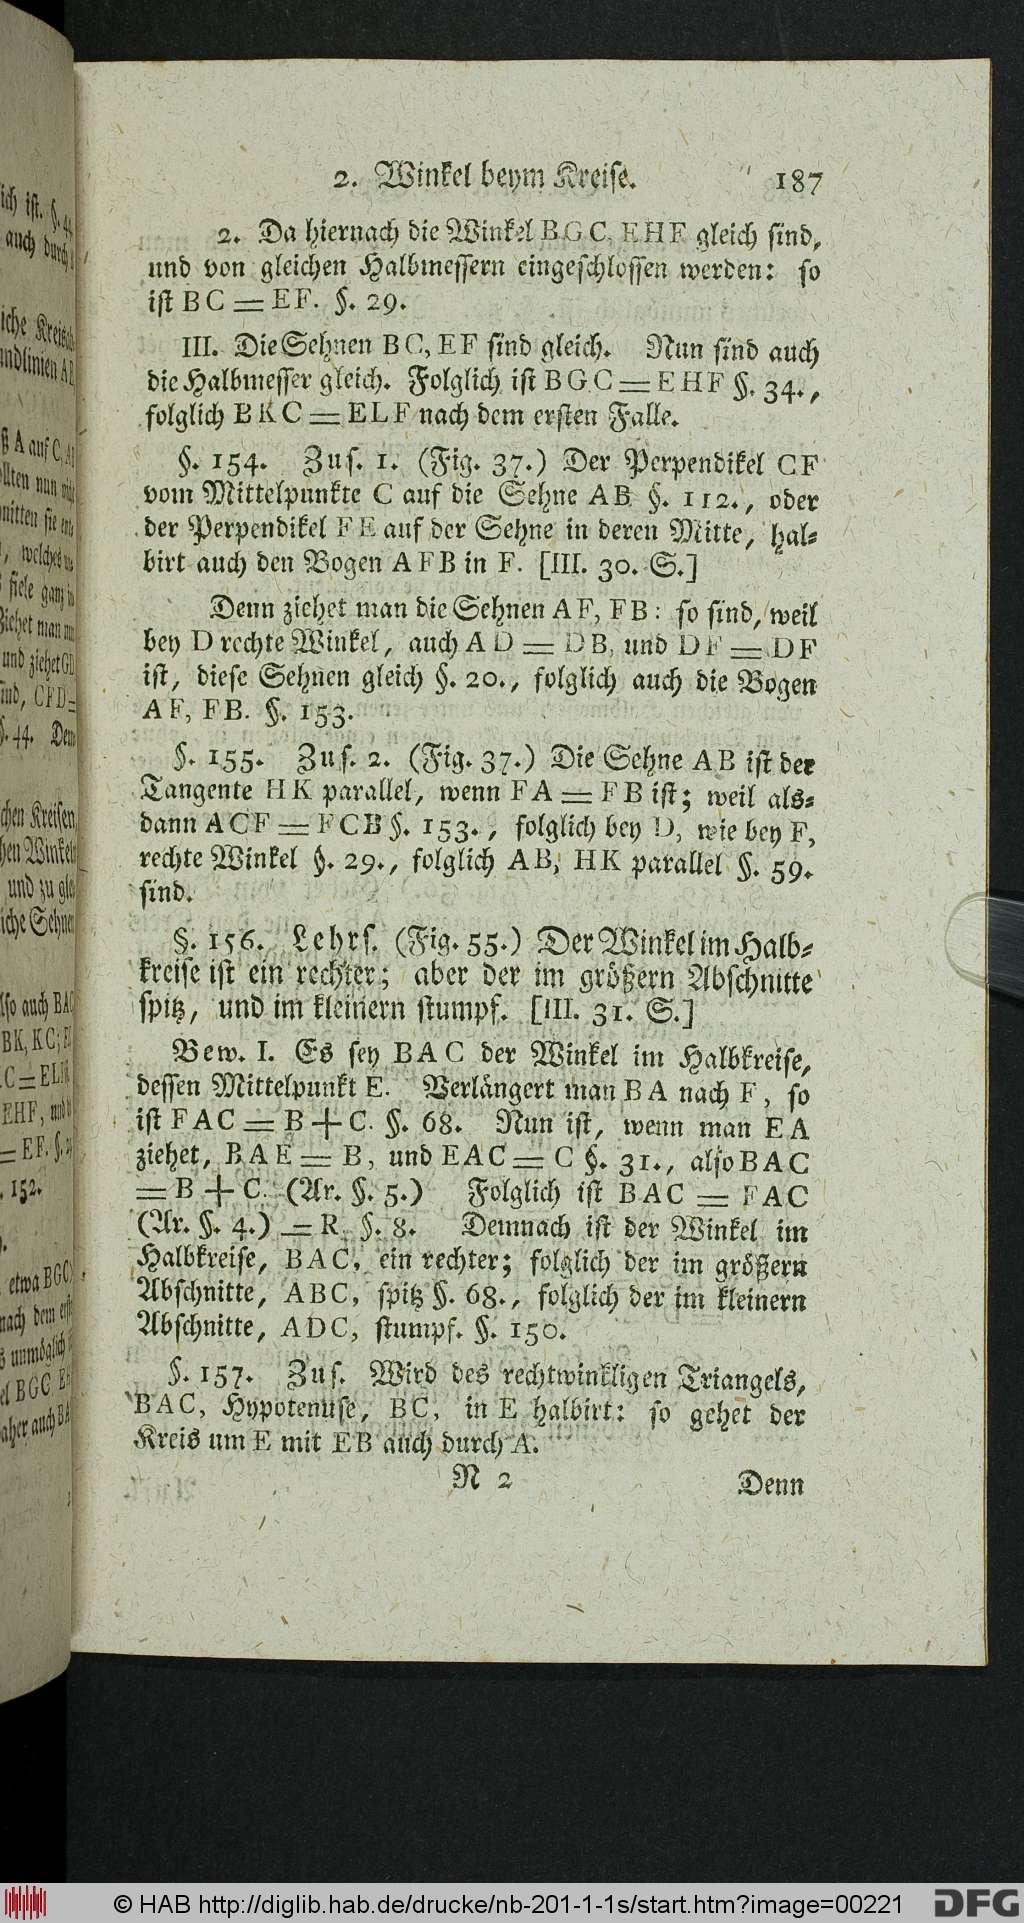 2. Winkel beym Kreise. 187
2. Da hiernach die Winkel BGC, EHF gleich sind,
und von gleichen Halbmessern eingeschlossen werden: so
ist BC = EF. §. 29.
III. Die Sehnen BC, EF sind gleich. Nun sind auch
die Halbmesser gleich. Folglich ist BGC = EHF §. 34.,
folglich BKC = ELF nach dem ersten Falle.
§. 154. Zus. 1. (Fig. 37.) Der Perpendikel CF
vom Mittelpunkte C auf die Sehne AB §. 112., oder
der Perpendikel FE auf der Sehne in deren Mitte, hal-
birt auch den Bogen AFB in F. [III. 30. S.]
Denn ziehet man die Sehnen AF, FB: so sind, weil
bey D rechte Winkel, auch AD = DB, und DF = DF
ist, diese Sehnen gleich §. 20., folglich auch die Bogen
AF, FB. §. 153.
§. 155. Zus. 2. (Fig. 37.) Die Sehne AB ist der
Tangente HK parallel, wenn FA = FB ist; weil als-
dann ACF = FCB §. 153., folglich bey D, wie bey F,
rechte Winkel §. 29., folglich AB, HK parallel §. 59.
sind.
§. 156. Lehrs. (Fig. 55.) Der Winkel im Halb-
kreise ist ein rechter; aber der im größern Abschnitte
spitz, und im kleinern stumpf. [III. 31. S.]
Bew. I. Es sey BAC der Winkel im Halbkreise,
dessen Mittelpunkt E. Verlängert man BA nach F, so
ist FAC = B + C. §. 68. Nun ist, wenn man EA
ziehet, BAE = B, und EAC = C §. 31., also BAC
= B + C. (Ar. §. 5.) Folglich ist BAC = FAC
(Ar. §. 4.) = R §. 8. Demnach ist der Winkel im
Halbkreise, BAC, ein rechter; folglich der im größern
Abschnitte, ABC, spitz §. 68., folglich der im kleinern
Abschnitte, ADC, stumpf. §. 150.
§. 157. Zus. Wird des rechtwinkligen Triangels,
BAC, Hypotenuse, BC, in E halbirt: so gehet der
Kreis um E mit EB auch durch A.
N 2 Denn
© HAB http://diglib.hab.de/drucke/nb-201-1-1s/start.htm?image=00221 DFG